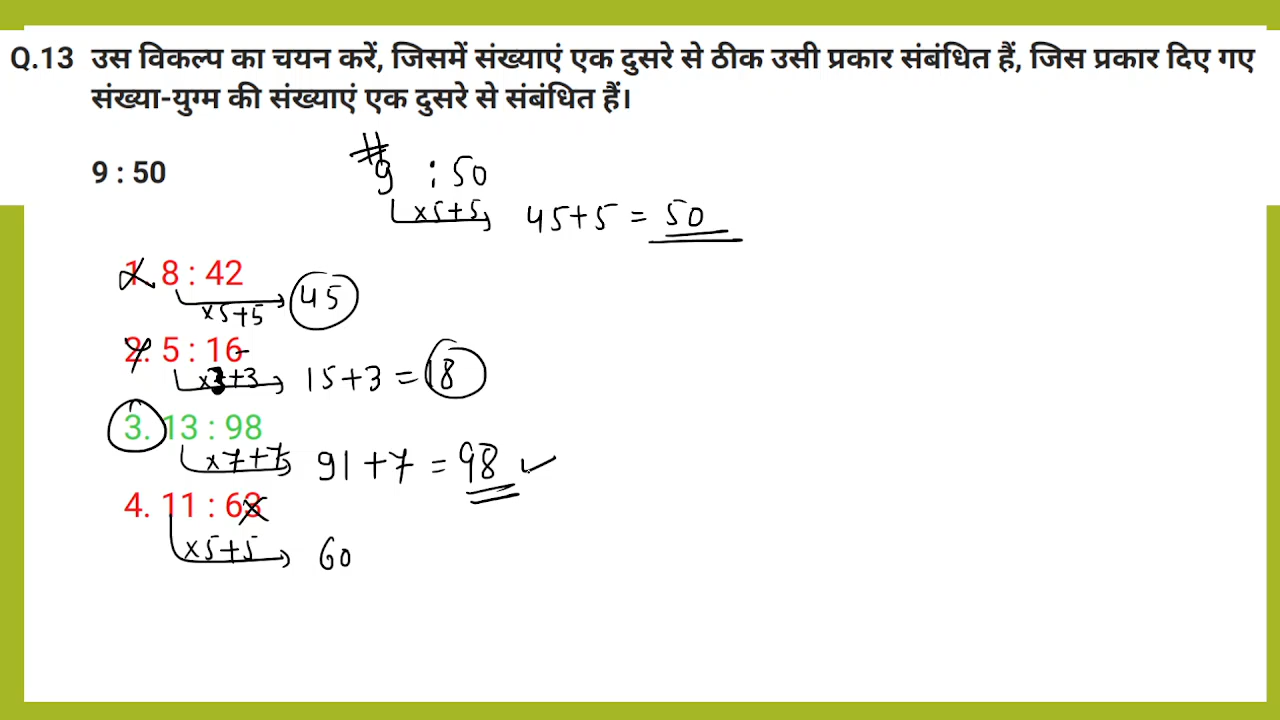 Q.13 उस विकल्प का चयन करें, जिसमें संख्याएं एक दुसरे से ठीक उसी प्रकार संबंधित हैं, जिस प्रकार दिए गए
संख्या-युग्म की संख्याएं एक दुसरे से संबंधित हैं।
9 : 50
9 : 50
×5+5 45+5 = 50
1. 8 : 42
×5+5 45
2. 5 : 16
×3+3 15+3 = 18
3. 13 : 98
×7+7 91+7 = 98
4. 11 : 63
×5+5 60